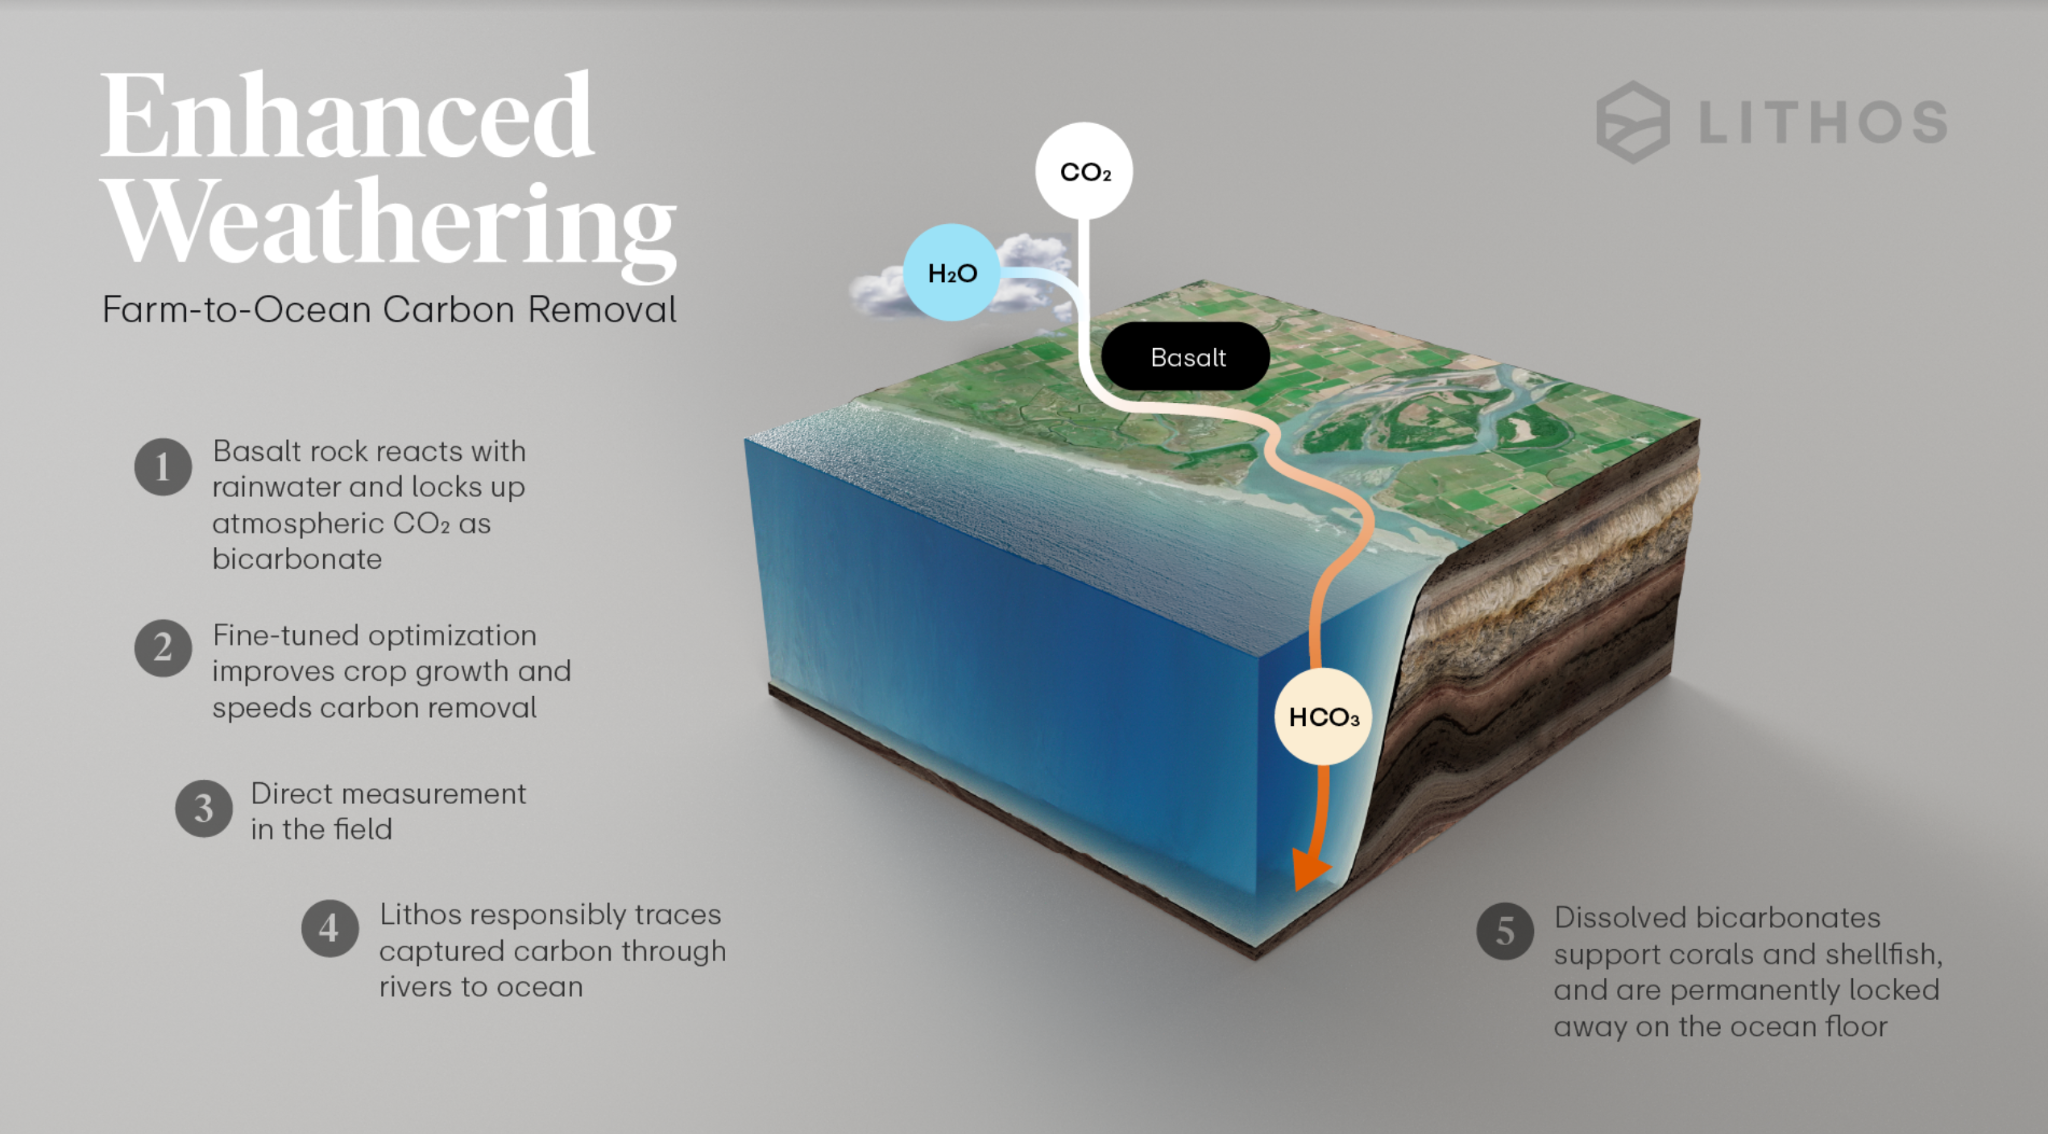 Enhanced
Weathering
Farm-to-Ocean Carbon Removal
LITHOS
CO₂
H₂O
Basalt
HCO₃
1
Basalt rock reacts with
rainwater and locks up
atmospheric CO₂ as
bicarbonate
2
Fine-tuned optimization
improves crop growth and
speeds carbon removal
3
Direct measurement
in the field
4
Lithos responsibly traces
captured carbon through
rivers to ocean
5
Dissolved bicarbonates
support corals and shellfish,
and are permanently locked
away on the ocean floor